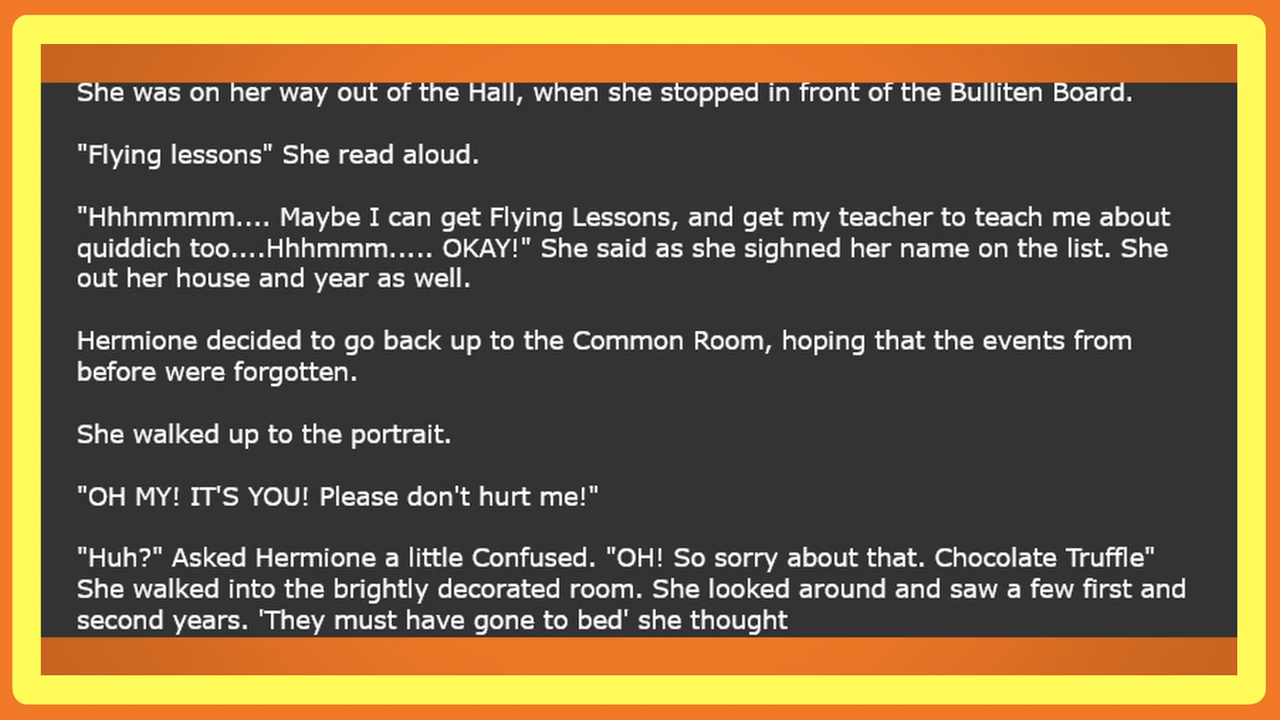 She was on her way out of the Hall, when she stopped in front of the Bulliten Board.
"Flying lessons" She read aloud.
"Hhhmmmm.... Maybe I can get Flying Lessons, and get my teacher to teach me about
quiddich too....Hhhmmm..... OKAY!" She said as she sighned her name on the list. She
out her house and year as well.
Hermione decided to go back up to the Common Room, hoping that the events from
before were forgotten.
She walked up to the portrait.
"OH MY! IT'S YOU! Please don't hurt me!"
"Huh?" Asked Hermione a little Confused. "OH! So sorry about that. Chocolate Truffle"
She walked into the brightly decorated room. She looked around and saw a few first and
second years. 'They must have gone to bed' she thought